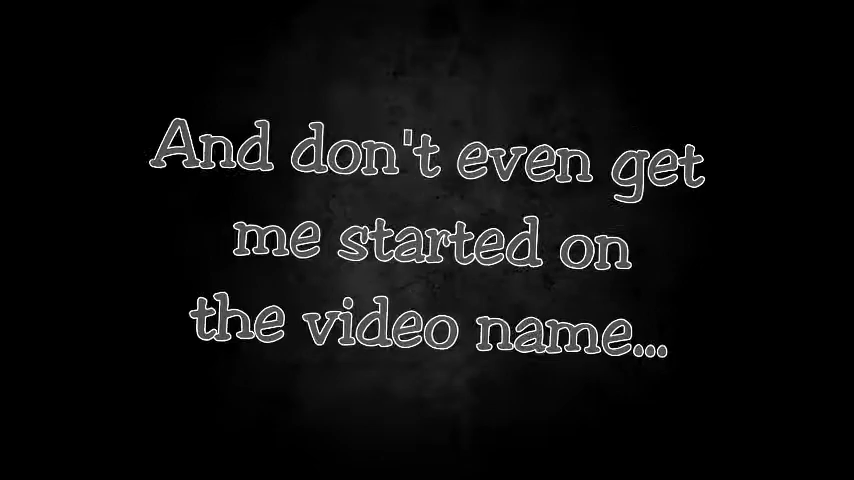 And don't even get
me started on
the video name...